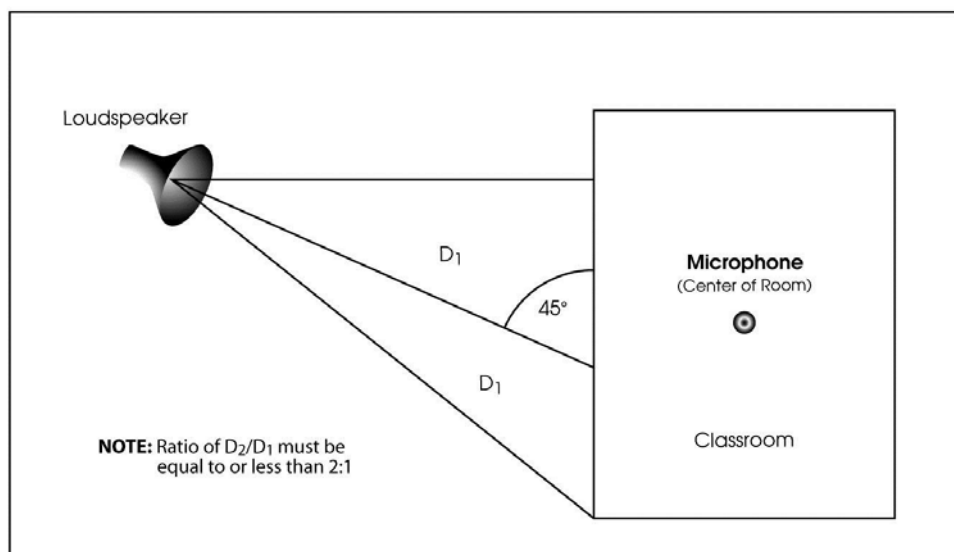 Loudspeaker
D1
45°
Microphone
(Center of Room)
D1
Classroom
NOTE: Ratio of D2/D1 must be
equal to or less than 2:1